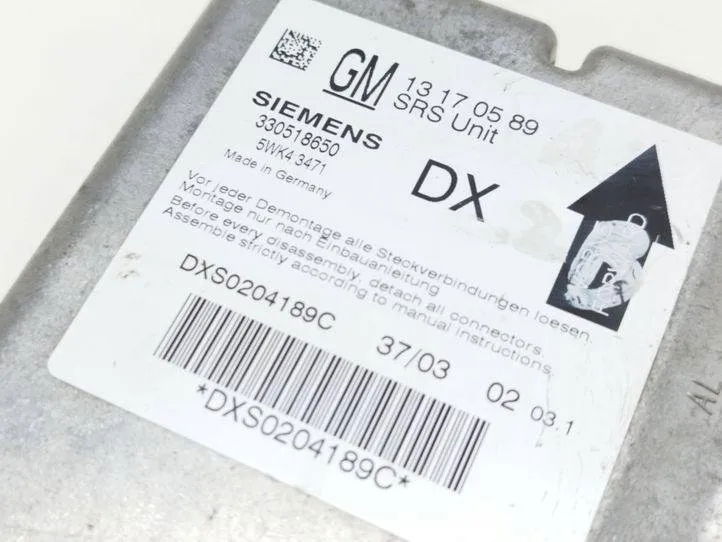 GM 13 17 05 89
SRS Unit
SIEMENS
330518650
5WK4 3471
Made in Germany
DX
Vor jeder Demontage alle Steckverbindungen loesen.
Montage nur nach Einbauanleitung
Before every disassembly, detach all connectors.
Assemble strictly according to manual instructions.
DXS0204189C 37/03 02 03.1
*DXS0204189C*
AL